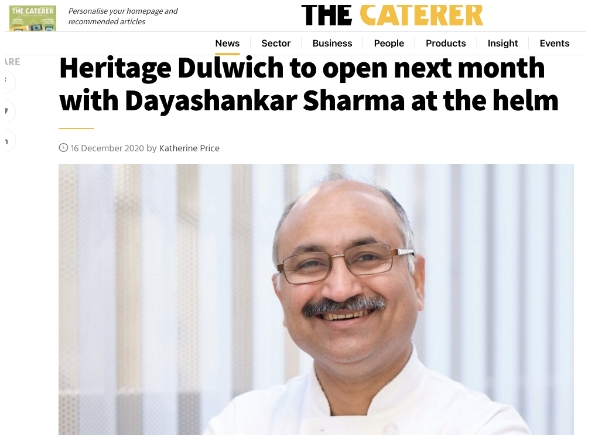 THE CATERER
Personalise your homepage and
recommended articles
THE CATERER
News Sector Business People Products Insight Events
ARE
Heritage Dulwich to open next month
with Dayashankar Sharma at the helm
16 December 2020 by Katherine Price